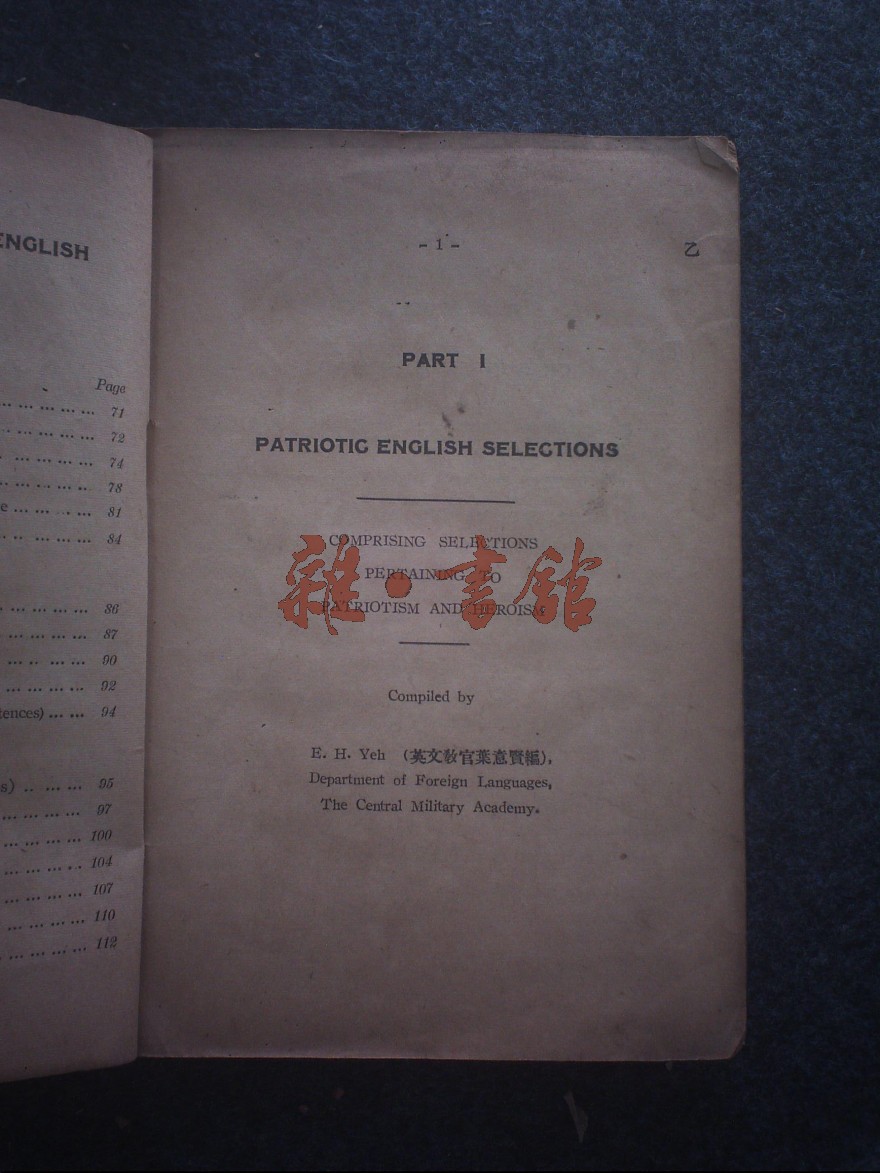 ENGLISH
Page
... ... ... ... ... 71
... ... ... ... 72
... ... ... ... 74
... ... ... ... 78
e ... ... ... ... 81
... ... ... ... 84
... ... ... ... 86
... ... ... ... 87
... ... ... ... 90
... ... ... ... 92
tences) ... ... 94
s) ... ... ... 95
... ... ... ... 97
... ... ... ... 100
... ... ... ... 104
... ... ... ... 107
... ... ... ... 110
... ... ... ... 112
- 1 -
乙
PART I
PATRIOTIC ENGLISH SELECTIONS
COMPRISING SELECTIONS
PERTAINING TO
PATRIOTISM AND HEROISM
雜·書館
Compiled by
E. H. Yeh (英文敎官葉意賢編),
Department of Foreign Languages,
The Central Military Academy.